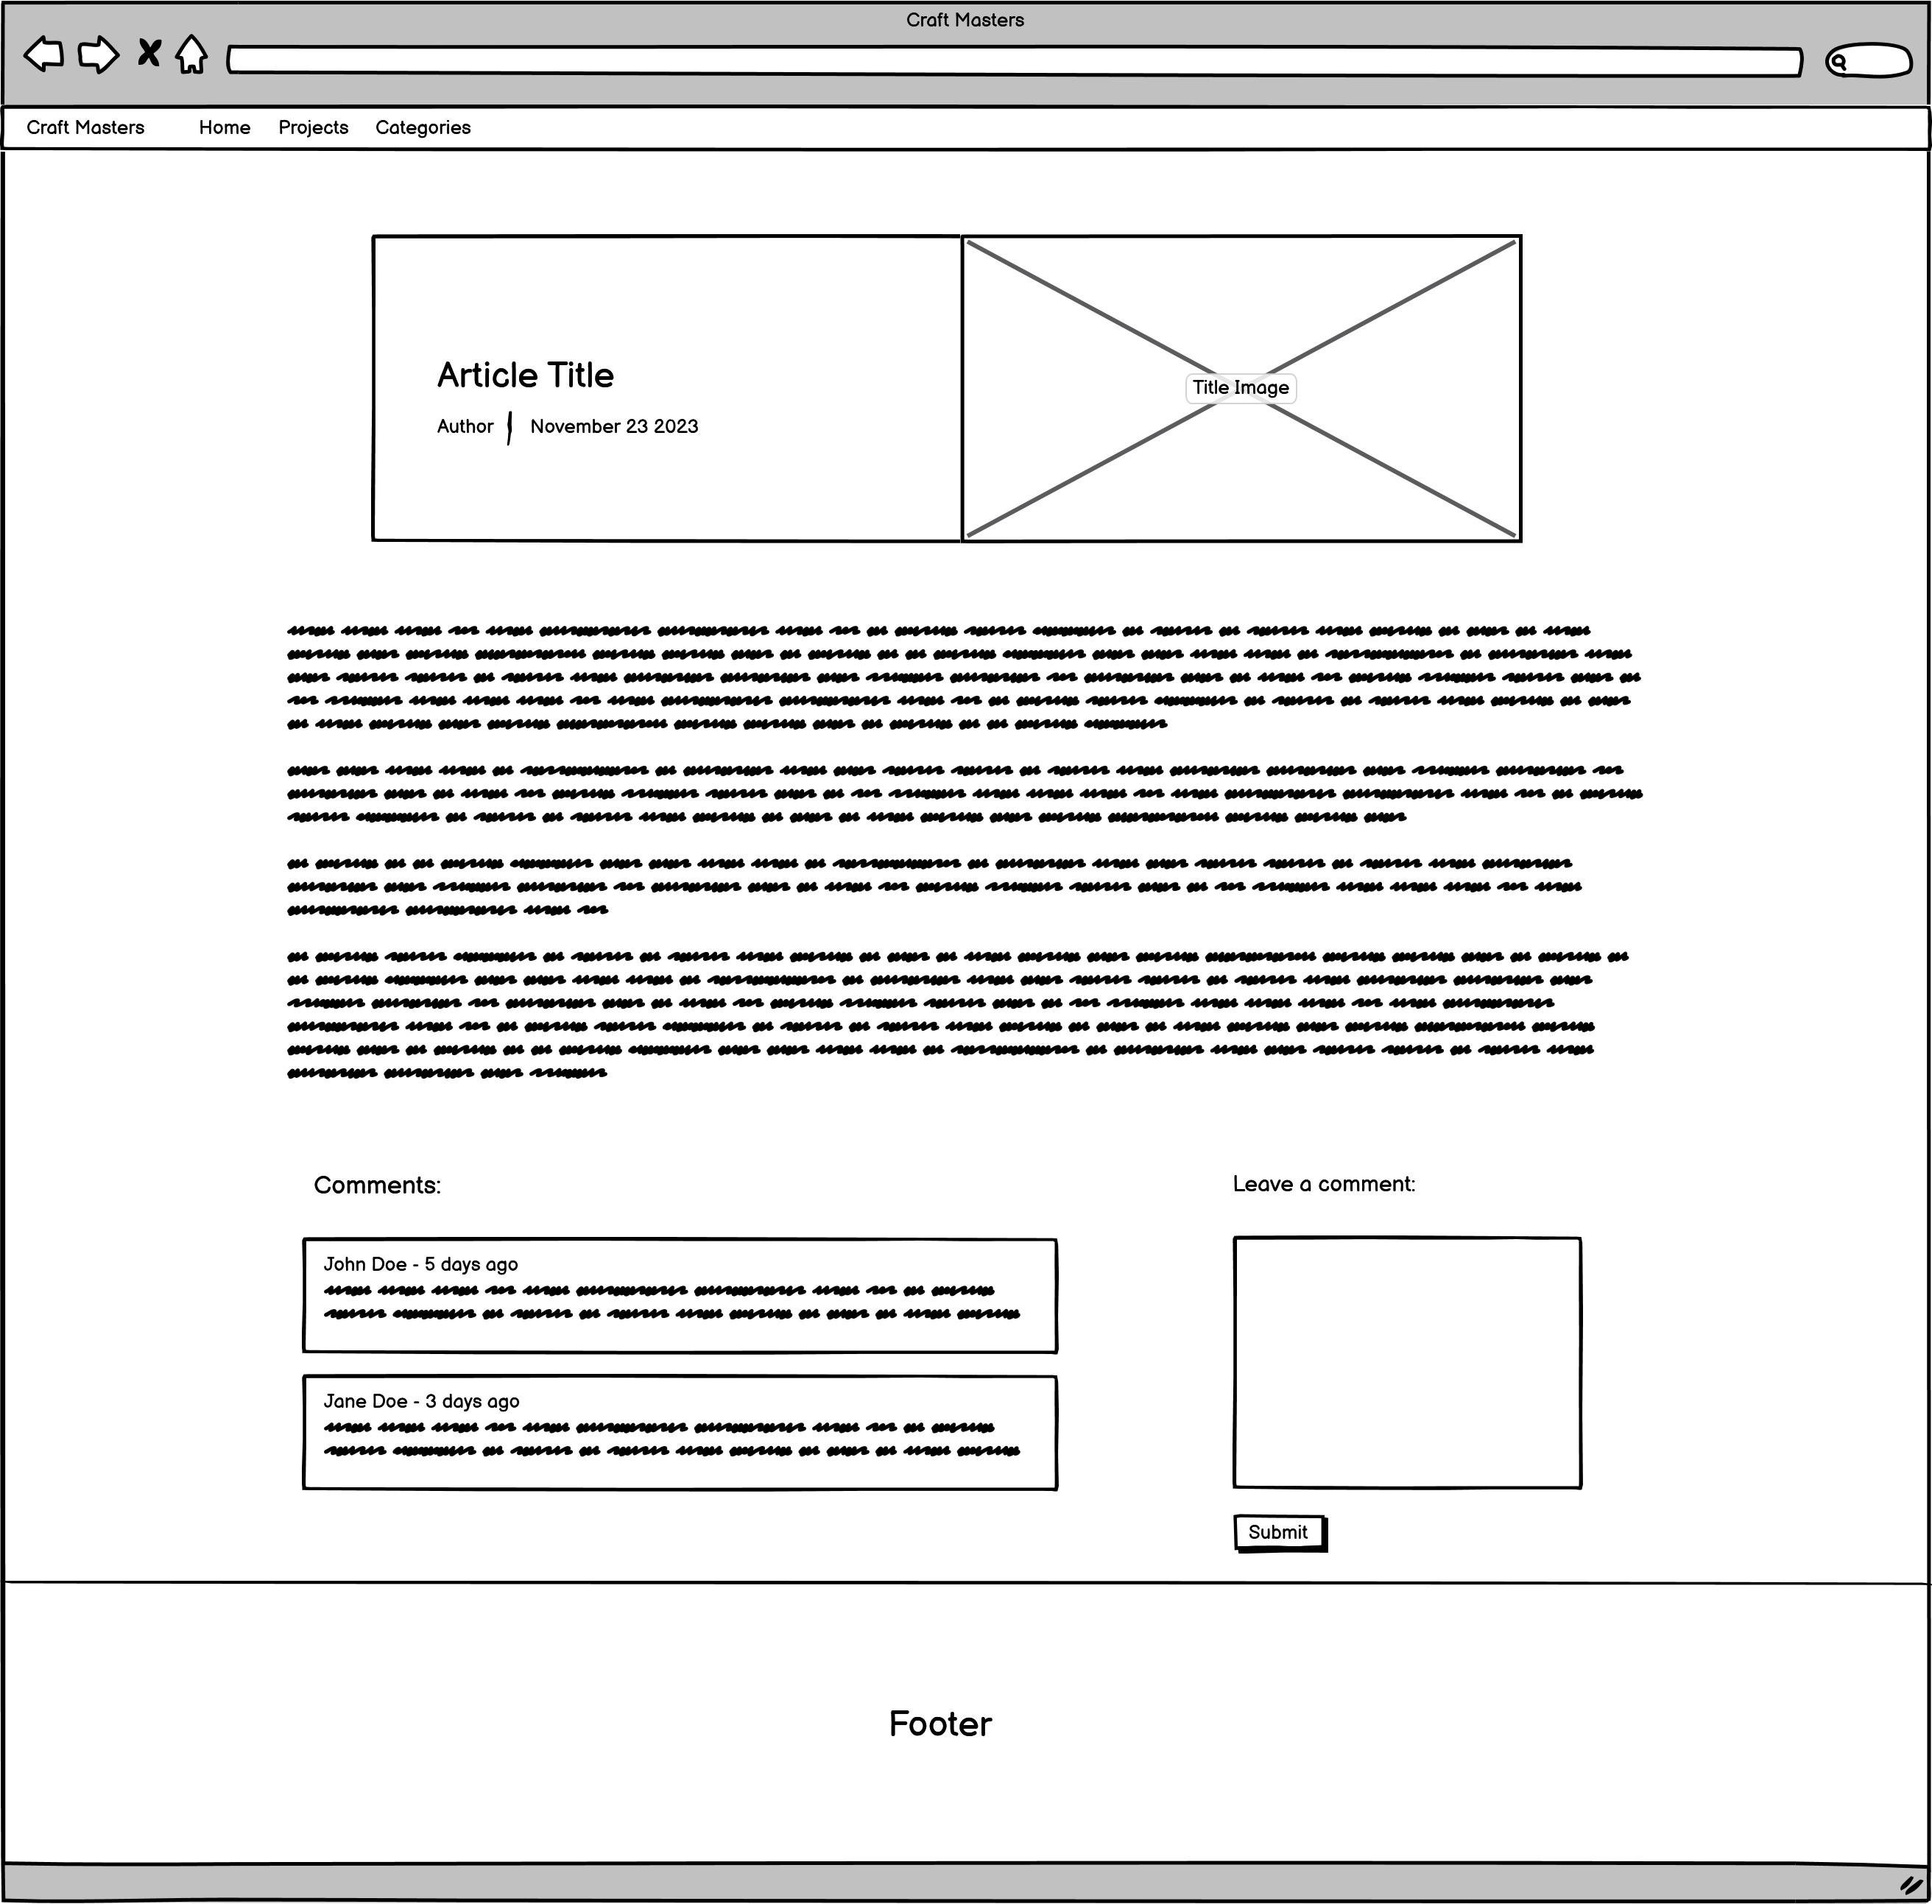 Craft Masters
Craft Masters Home Projects Categories
Article Title
Author November 23 2023
Title Image
Comments:
John Doe - 5 days ago
Jane Doe - 3 days ago
Leave a comment:
Submit
Footer